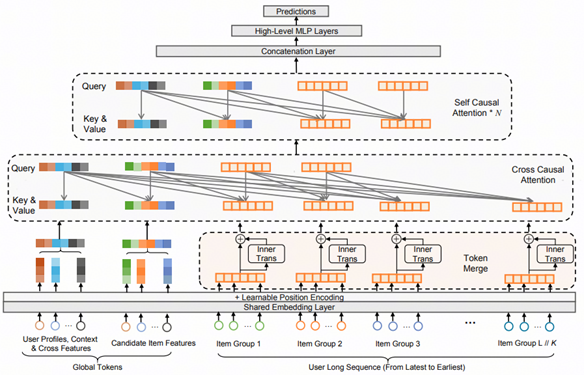 Predictions
High-Level MLP Layers
Concatenation Layer
Query
Key &
Value
Self Causal
Attention * N
Query
Key &
Value
Cross Causal
Attention
Inner
Trans
Inner
Trans
Inner
Trans
Token
Merge
Inner
Trans
+ Learnable Position Encoding
Shared Embedding Layer
... ... ... ... ... ... ...
User Profiles, Context
& Cross Features
Candidate Item Features
Item Group 1
Item Group 2
Item Group 3
Item Group L // K
Global Tokens
User Long Sequence (From Latest to Earliest)